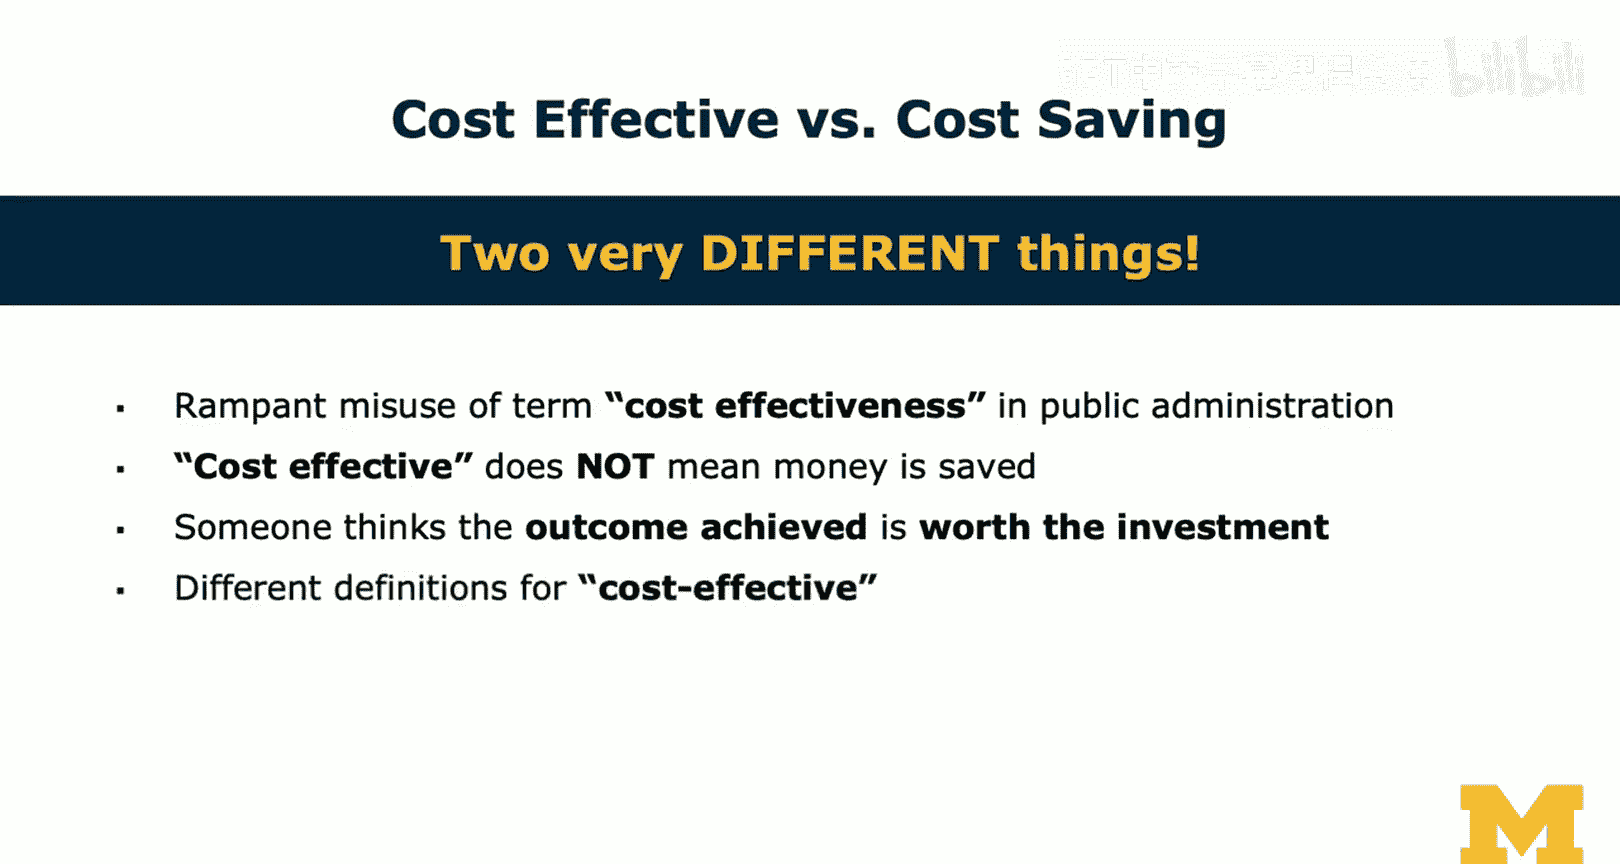 bilibili
Cost Effective vs. Cost Saving
Two very DIFFERENT things!
▪ Rampant misuse of term “cost effectiveness” in public administration
▪ “Cost effective” does NOT mean money is saved
▪ Someone thinks the outcome achieved is worth the investment
▪ Different definitions for “cost-effective”
M